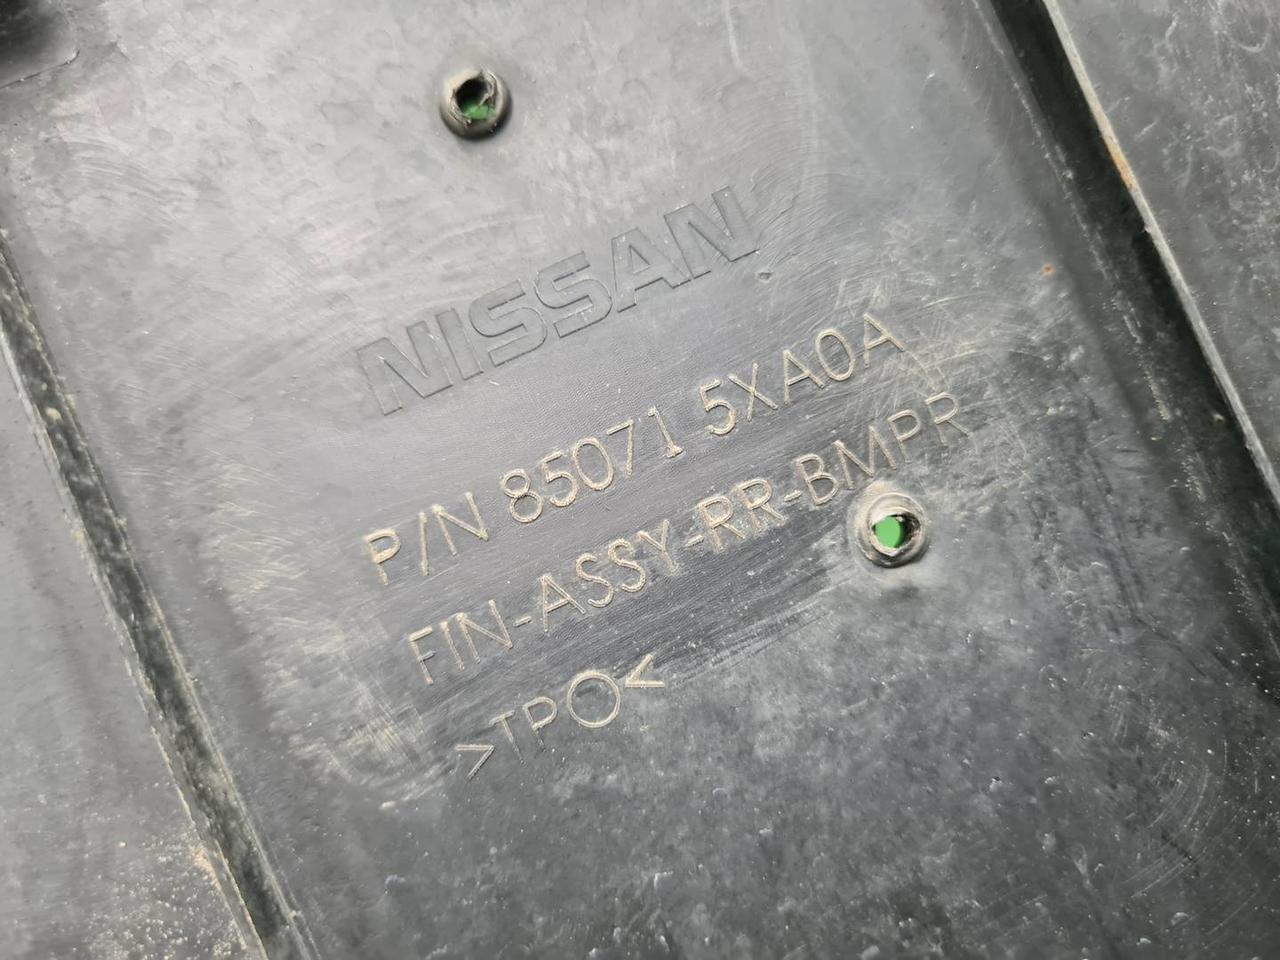 NISSAN
P/N 85071 5XA0A
FIN-ASSY-RR-BMPR
>TPO<